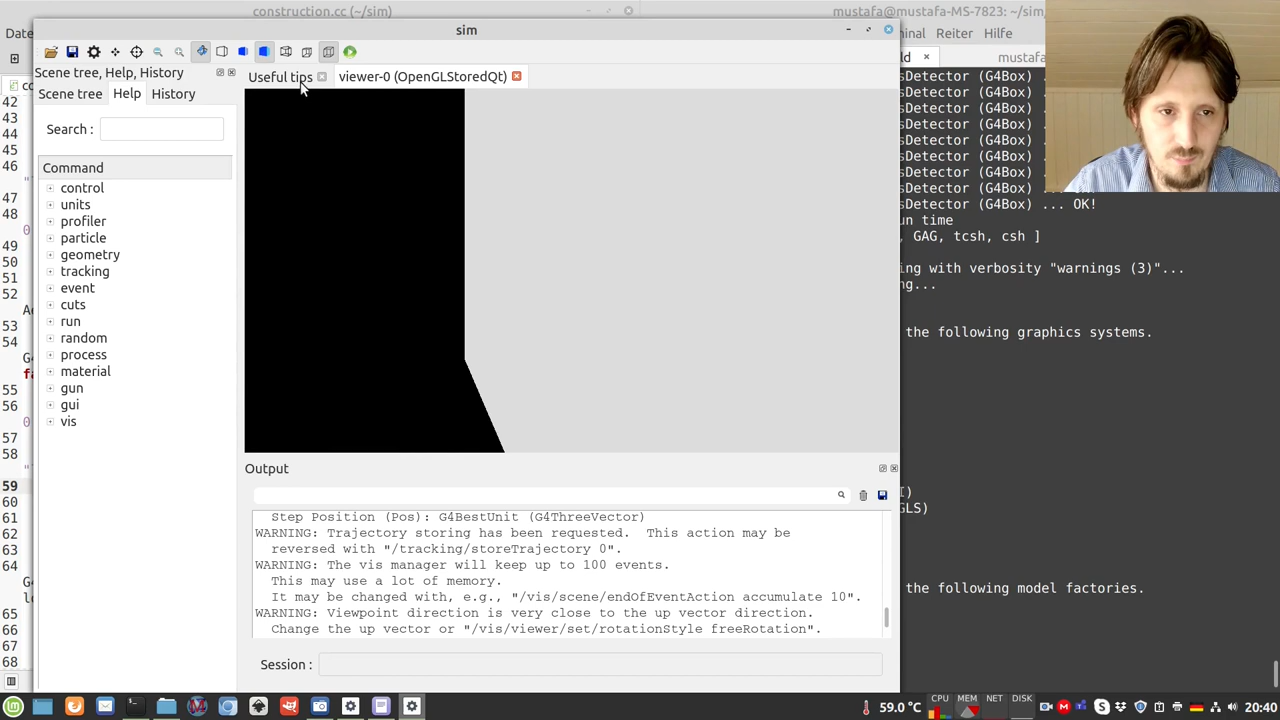 construction.cc (~/sim)
mustafa@mustafa-MS-7823: ~/sim/
sim
Reiter Hilfe
mustafa
Scene tree, Help, History
Useful tips
viewer-0 (OpenGLStoredQt)
Scene tree
Help
History
Search :
Command
control
units
profiler
particle
geometry
tracking
event
cuts
run
random
process
material
gun
gui
vis
42
43
44
45
46
47
48
49
50
51
52
53
54
55
56
57
58
59
60
61
62
63
64
65
66
67
68
sDetector (G4Box) .
sDetector (G4Box) .
sDetector (G4Box) .
sDetector (G4Box) .
sDetector (G4Box) .
sDetector (G4Box) .
sDetector (G4Box) .
sDetector (G4Box) ...
sDetector (G4Box) ... OK!
un time
, GAG, tcsh, csh ]
ing with verbosity "warnings (3)"...
ng...
the following graphics systems.
I)
GLS)
the following model factories.
Output
Step Position (Pos): G4BestUnit (G4ThreeVector)
WARNING: Trajectory storing has been requested.  This action may be
reversed with "/tracking/storeTrajectory 0".
WARNING: The vis manager will keep up to 100 events.
This may use a lot of memory.
It may be changed with, e.g., "/vis/scene/endOfEventAction accumulate 10".
WARNING: Viewpoint direction is very close to the up vector direction.
Change the up vector or "/vis/viewer/set/rotationStyle freeRotation".
Session :
59.0 °C
CPU MEM NET DISK
20:40